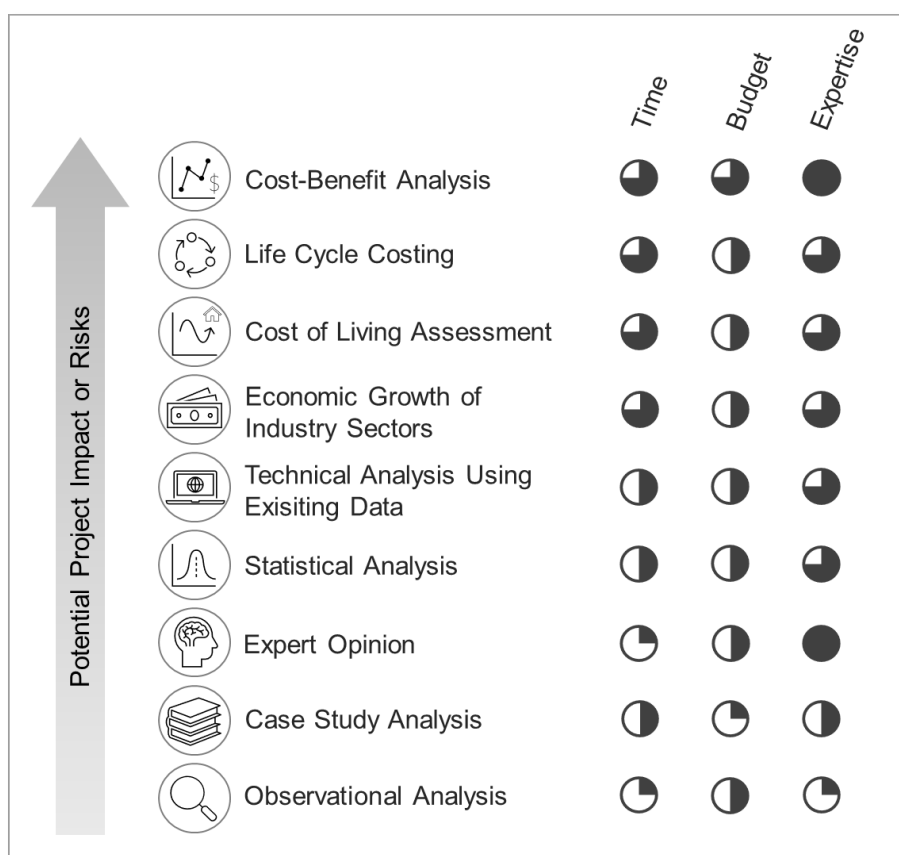 Time
Budget
Expertise
Potential Project Impact or Risks
Cost-Benefit Analysis
$
Life Cycle Costing
Cost of Living Assessment
Economic Growth of
Industry Sectors
Technical Analysis Using
Exisiting Data
Statistical Analysis
Expert Opinion
Case Study Analysis
Observational Analysis